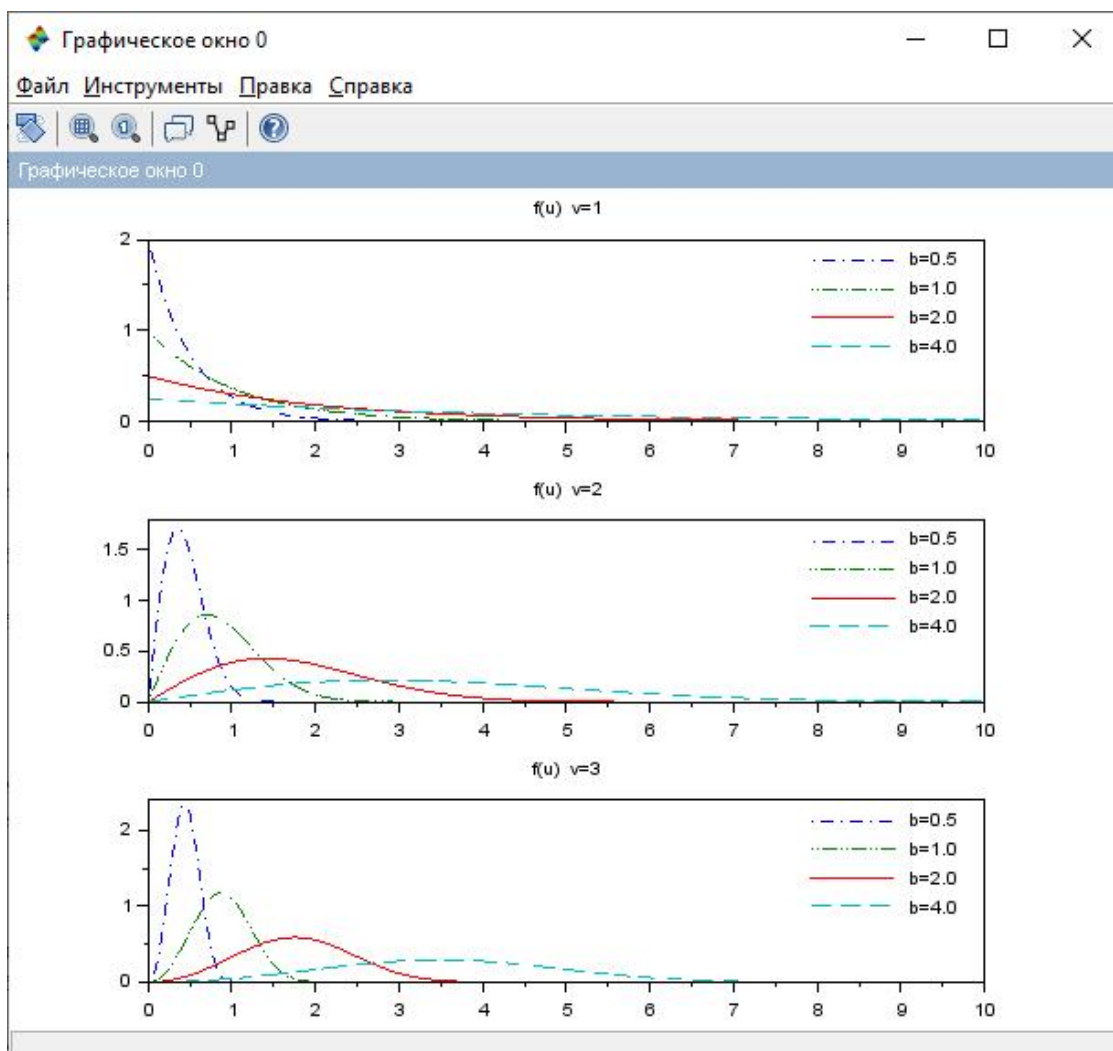 Графическое окно 0
Файл Инструменты Правка Справка
Графическое окно 0
f(u) v=1
2
1
0
0 1 2 3 4 5 6 7 8 9 10
b=0.5
b=1.0
b=2.0
b=4.0
f(u) v=2
1.5
1
0.5
0
0 1 2 3 4 5 6 7 8 9 10
b=0.5
b=1.0
b=2.0
b=4.0
f(u) v=3
2
1
0
0 1 2 3 4 5 6 7 8 9 10
b=0.5
b=1.0
b=2.0
b=4.0